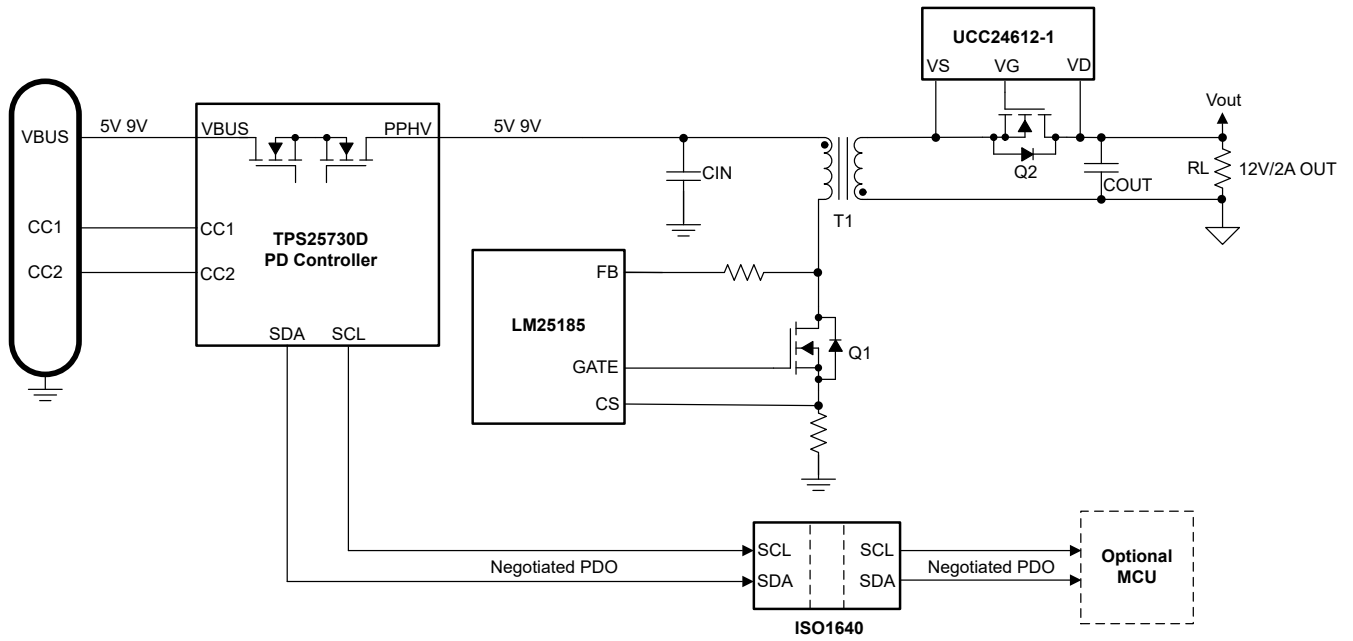 UCC24612-1
VS VG VD
Vout
VBUS
5V 9V
VBUS
PPHV
5V 9V
CIN
T1
Q2
COUT
RL
12V/2A OUT
CC1
CC1
CC2
CC2
TPS25730D
PD Controller
SDA SCL
FB
LM25185
GATE
CS
Q1
SCL
SDA
SCL
SDA
Negotiated PDO
Negotiated PDO
Optional
MCU
ISO1640